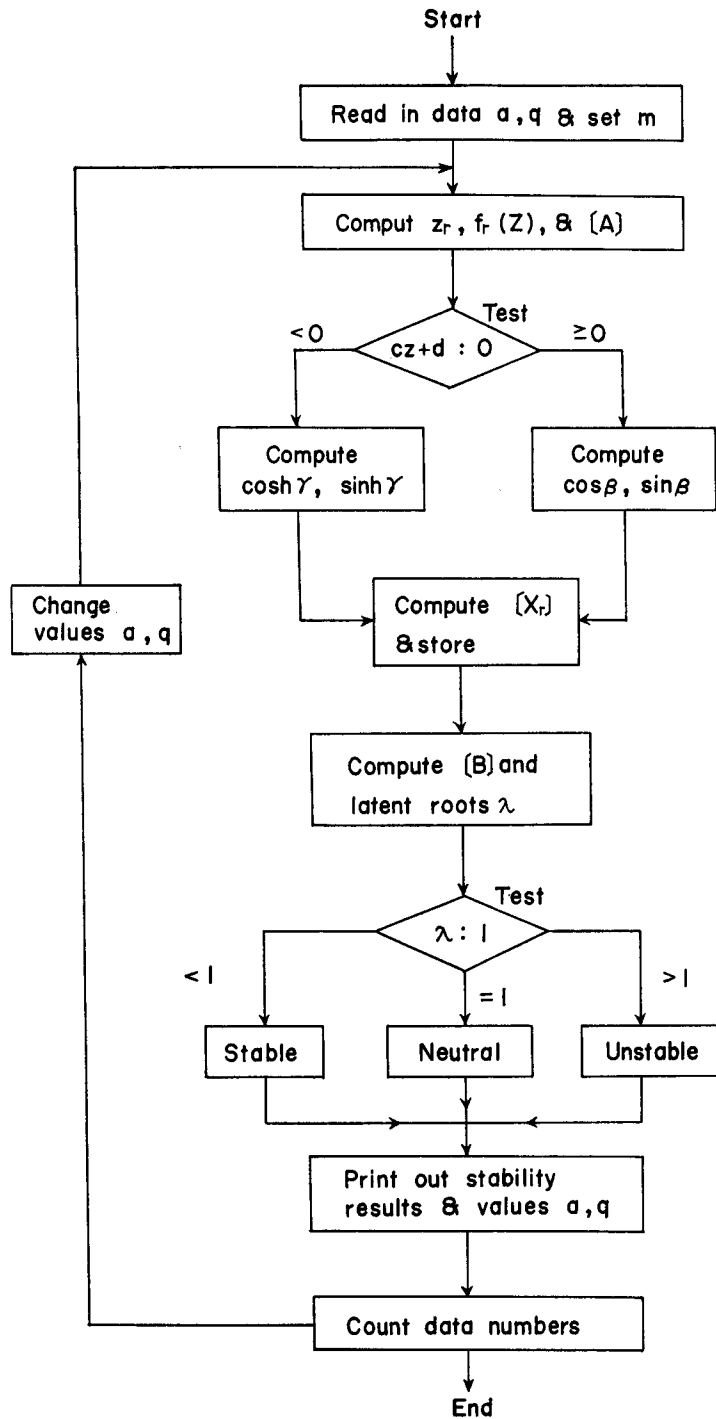 Start
Read in data a, q & set m
Comput zr, fr (Z), & [A]
Test
<0
cz+d : 0
≥0
Compute
cosh γ, sinh γ
Compute
cos β, sin β
Change
values a, q
Compute [Xr]
& store
Compute [B] and
latent roots λ
Test
λ : 1
<1
=1
>1
Stable
Neutral
Unstable
Print out stability
results & values a, q
Count data numbers
End